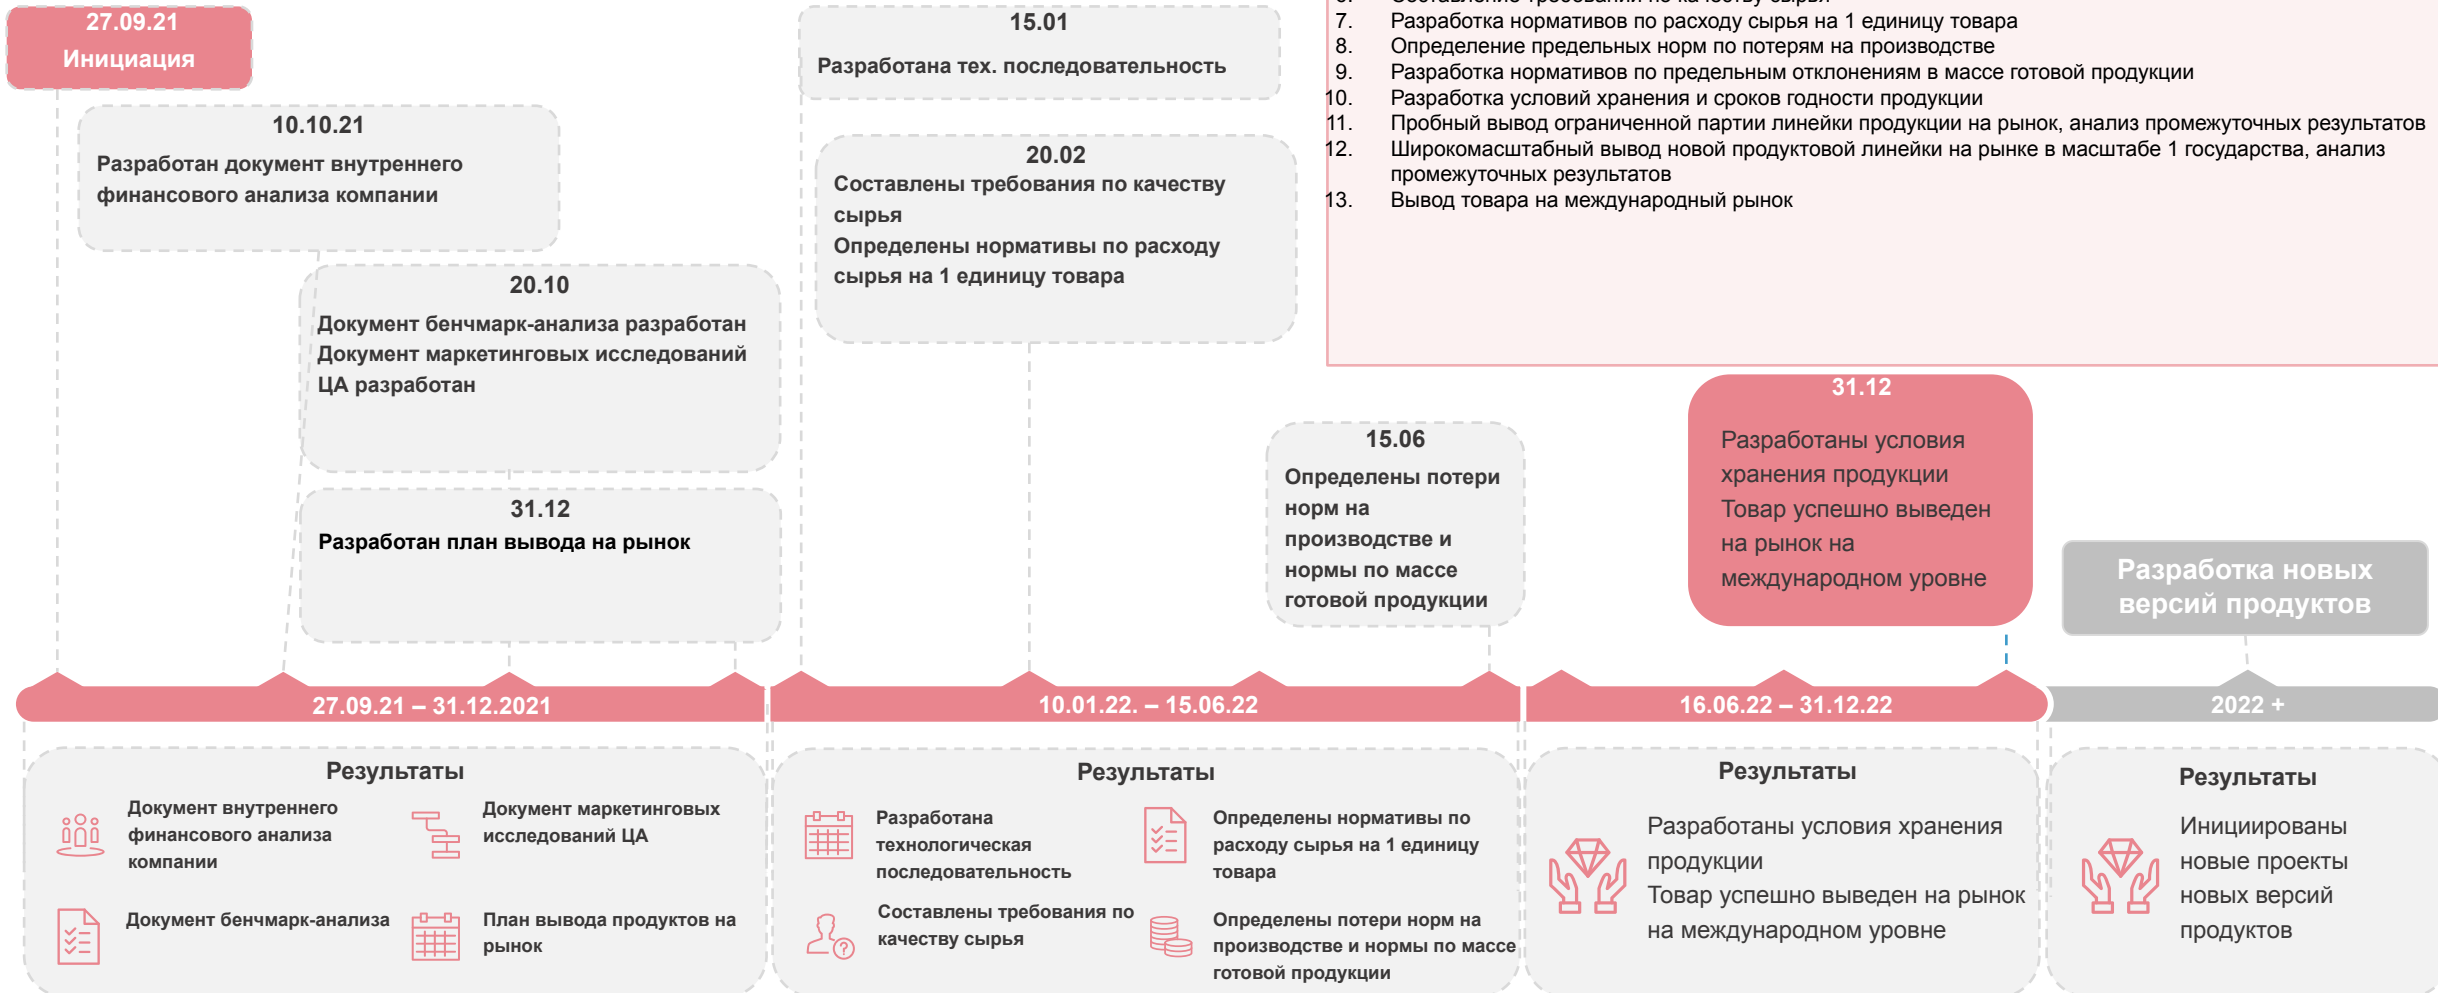 27.09.21
Инициация
10.10.21
Разработан документ внутреннего
финансового анализа компании
20.10
Документ бенчмарк-анализа разработан
Документ маркетинговых исследований
ЦА разработан
31.12
Разработан план вывода на рынок
15.01
Разработана тех. последовательность
20.02
Составлены требования по качеству
сырья
Определены нормативы по расходу
сырья на 1 единицу товара
7. Разработка нормативов по расходу сырья на 1 единицу товара
8. Определение предельных норм по потерям на производстве
9. Разработка нормативов по предельным отклонениям в массе готовой продукции
10. Разработка условий хранения и сроков годности продукции
11. Пробный вывод ограниченной партии линейки продукции на рынок, анализ промежуточных результатов
12. Широкомасштабный вывод новой продуктовой линейки на рынке в масштабе 1 государства, анализ
промежуточных результатов
13. Вывод товара на международный рынок
15.06
Определены потери
норм на
производстве и
нормы по массе
готовой продукции
31.12
Разработаны условия
хранения продукции
Товар успешно выведен
на рынок на
международном уровне
Разработка новых
версий продуктов
27.09.21 – 31.12.2021
10.01.22. – 15.06.22
16.06.22 – 31.12.22
2022 +
Результаты
Документ внутреннего
финансового анализа
компании
Документ маркетинговых
исследований ЦА
Документ бенчмарк-анализа
План вывода продуктов на
рынок
Результаты
Разработана
технологическая
последовательность
Определены нормативы по
расходу сырья на 1 единицу
товара
Составлены требования по
качеству сырья
Определены потери норм на
производстве и нормы по массе
готовой продукции
Результаты
Разработаны условия хранения
продукции
Товар успешно выведен на рынок
на международном уровне
Результаты
Инициированы
новые проекты
новых версий
продуктов